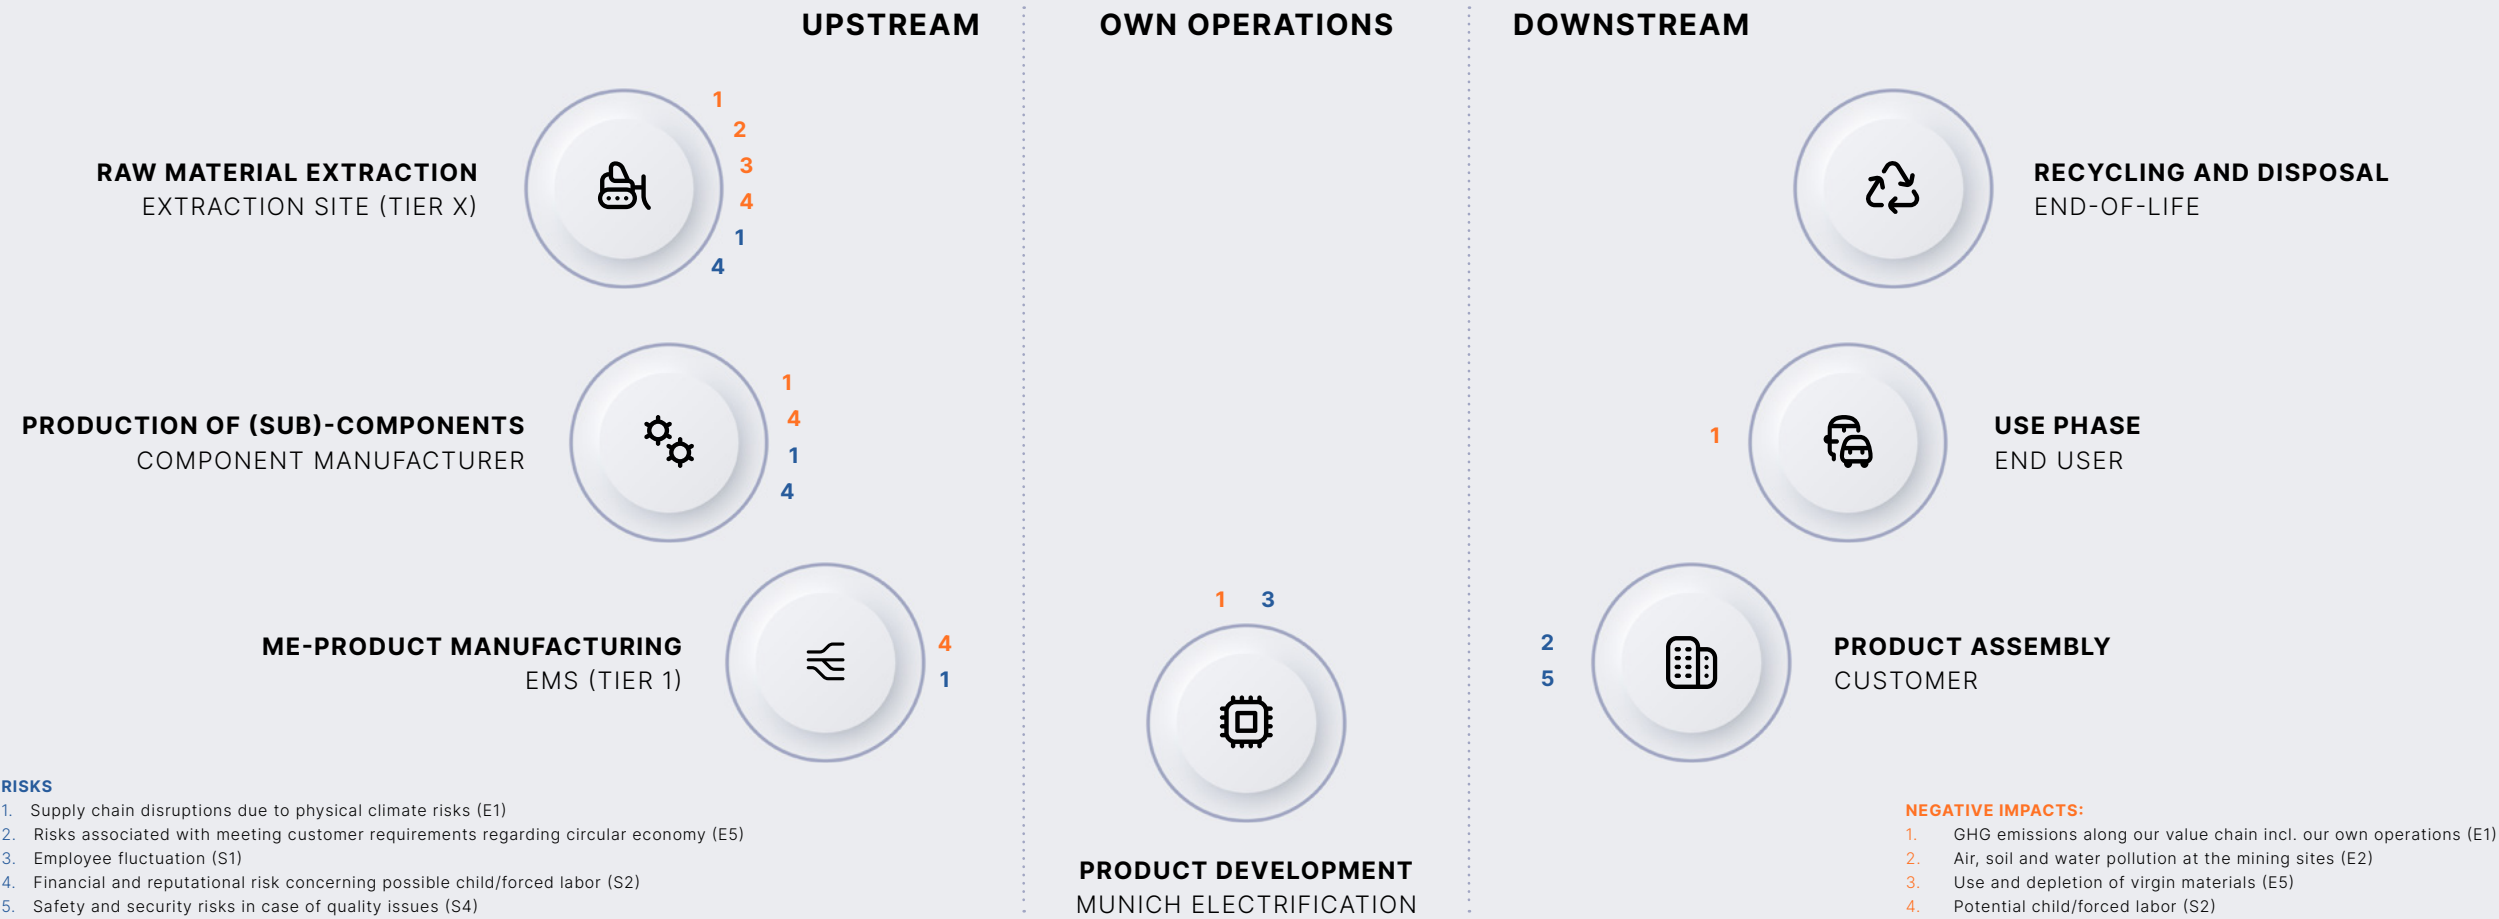 UPSTREAM
OWN OPERATIONS
DOWNSTREAM
1
2
3
4
1
4
RAW MATERIAL EXTRACTION
EXTRACTION SITE (TIER X)
RECYCLING AND DISPOSAL
END-OF-LIFE
1
4
1
4
PRODUCTION OF (SUB)-COMPONENTS
COMPONENT MANUFACTURER
1
USE PHASE
END USER
4
1
ME-PRODUCT MANUFACTURING
EMS (TIER 1)
1 3
2
5
PRODUCT ASSEMBLY
CUSTOMER
PRODUCT DEVELOPMENT
MUNICH ELECTRIFICATION
RISKS
1. Supply chain disruptions due to physical climate risks (E1)
2. Risks associated with meeting customer requirements regarding circular economy (E5)
3. Employee fluctuation (S1)
4. Financial and reputational risk concerning possible child/forced labor (S2)
5. Safety and security risks in case of quality issues (S4)
NEGATIVE IMPACTS:
1. GHG emissions along our value chain incl. our own operations (E1)
2. Air, soil and water pollution at the mining sites (E2)
3. Use and depletion of virgin materials (E5)
4. Potential child/forced labor (S2)